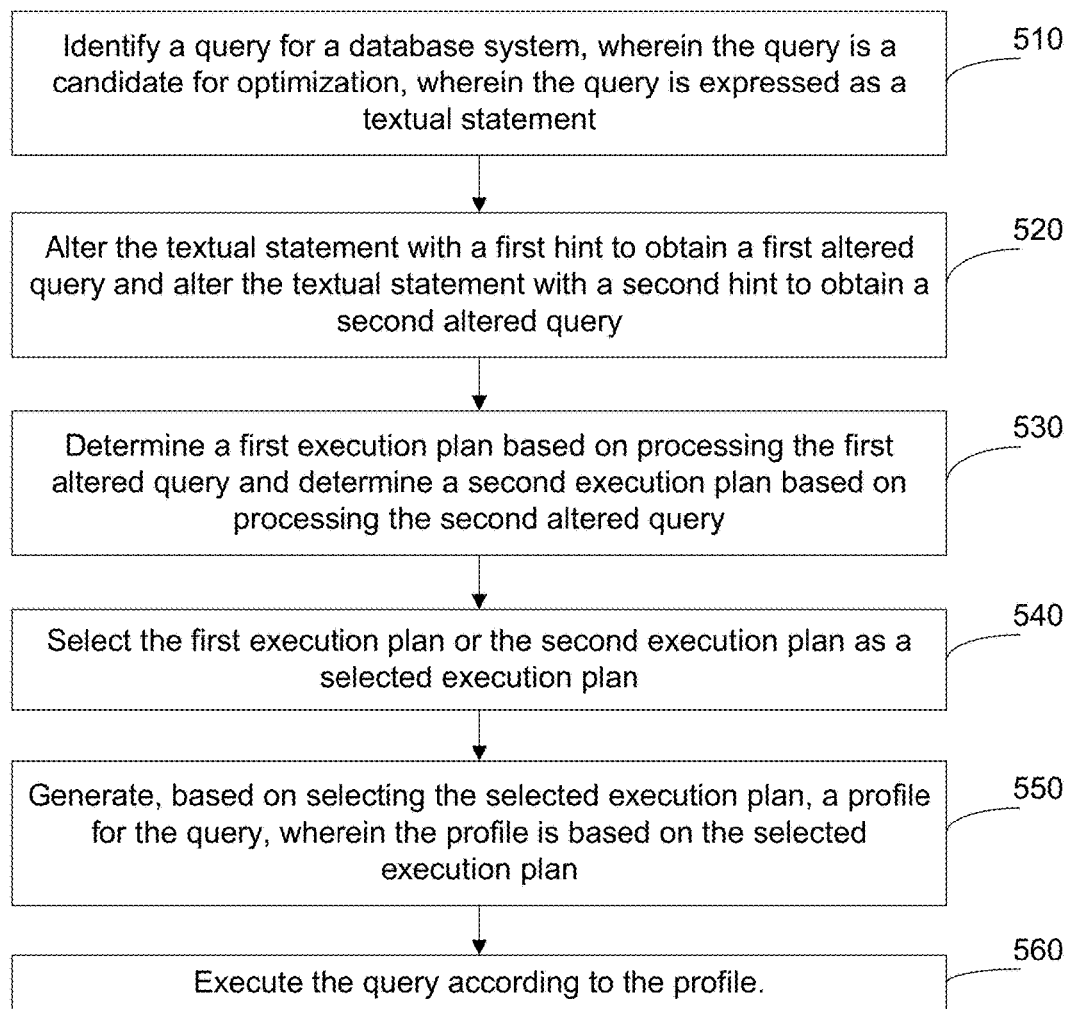 Identify a query for a database system, wherein the query is a
candidate for optimization, wherein the query is expressed as a
textual statement
510
Alter the textual statement with a first hint to obtain a first altered
query and alter the textual statement with a second hint to obtain a
second altered query
520
Determine a first execution plan based on processing the first
altered query and determine a second execution plan based on
processing the second altered query
530
Select the first execution plan or the second execution plan as a
selected execution plan
540
Generate, based on selecting the selected execution plan, a profile
for the query, wherein the profile is based on the selected
execution plan
550
Execute the query according to the profile.
560